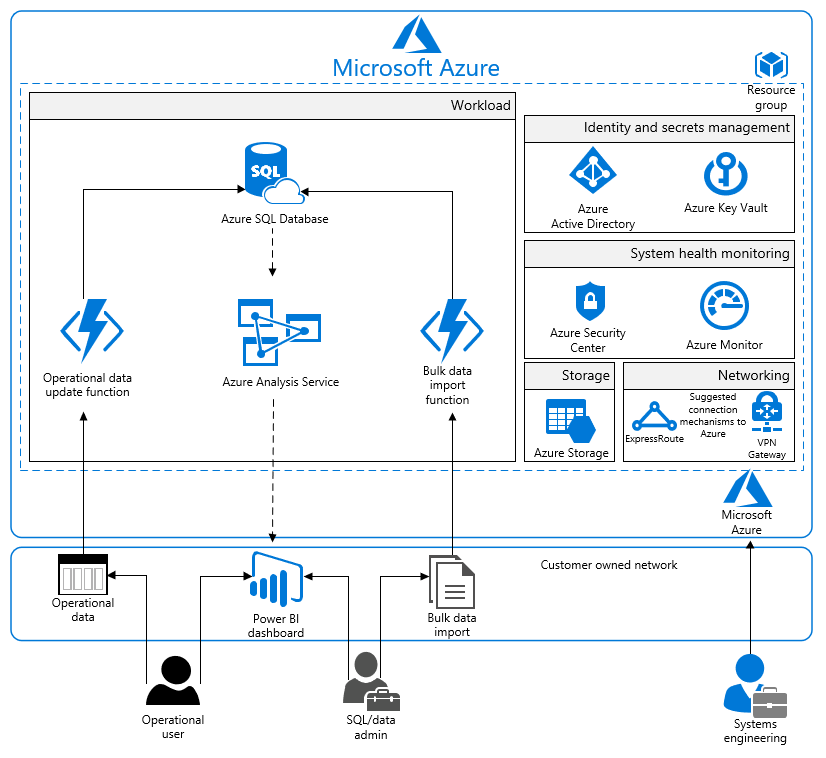 Microsoft Azure
Resource
group
Workload
SQL
Azure SQL Database
Operational data
update function
Azure Analysis Service
Bulk data
import
function
Identity and secrets management
Azure
Active Directory
Azure Key Vault
System health monitoring
Azure Security
Center
Azure Monitor
Storage
Azure Storage
Networking
ExpressRoute
Suggested
connection
mechanisms to
Azure
VPN
Gateway
Microsoft
Azure
Customer owned network
Operational
data
Power BI
dashboard
Bulk data
import
Operational
user
SQL/data
admin
Systems
engineering